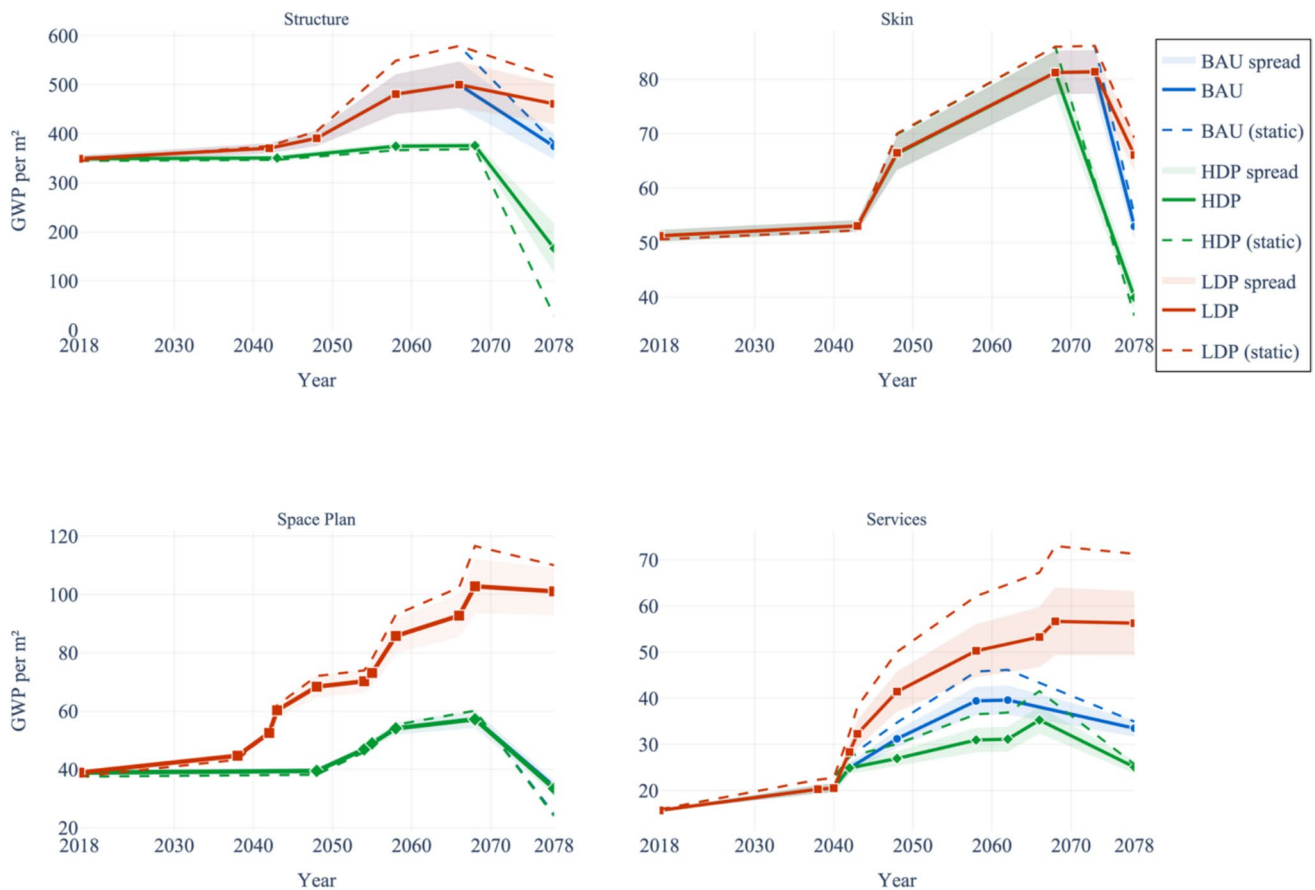 Structure
Skin
600
500
400
300
200
100
0
GWP per m²
2018 2030 2040 2050 2060 2070 2078
Year
80
70
60
50
40
2018 2030 2040 2050 2060 2070 2078
Year
BAU spread
BAU
BAU (static)
HDP spread
HDP
HDP (static)
LDP spread
LDP
LDP (static)
Space Plan
Services
120
100
80
60
40
20
GWP per m²
2018 2030 2040 2050 2060 2070 2078
Year
70
60
50
40
30
20
2018 2030 2040 2050 2060 2070 2078
Year